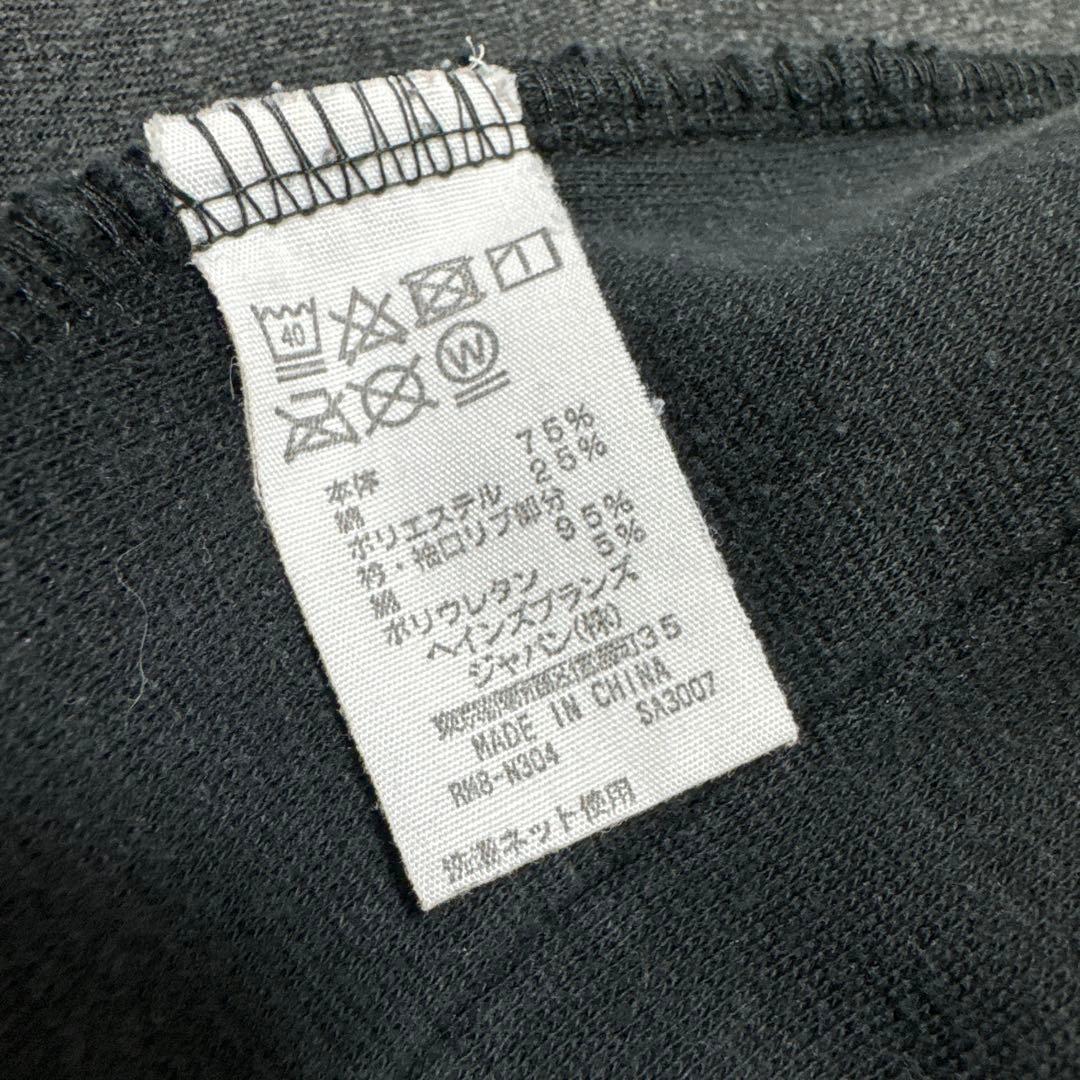 40
W
本体
綿 75%
ポリエステル 25%
衿・袖口リブ部分
綿 95%
ポリウレタン 5%
ヘインズブランズ
ジャパン(株)
MADE IN CHINA
RM8-N304 SA3007
洗濯ネット使用